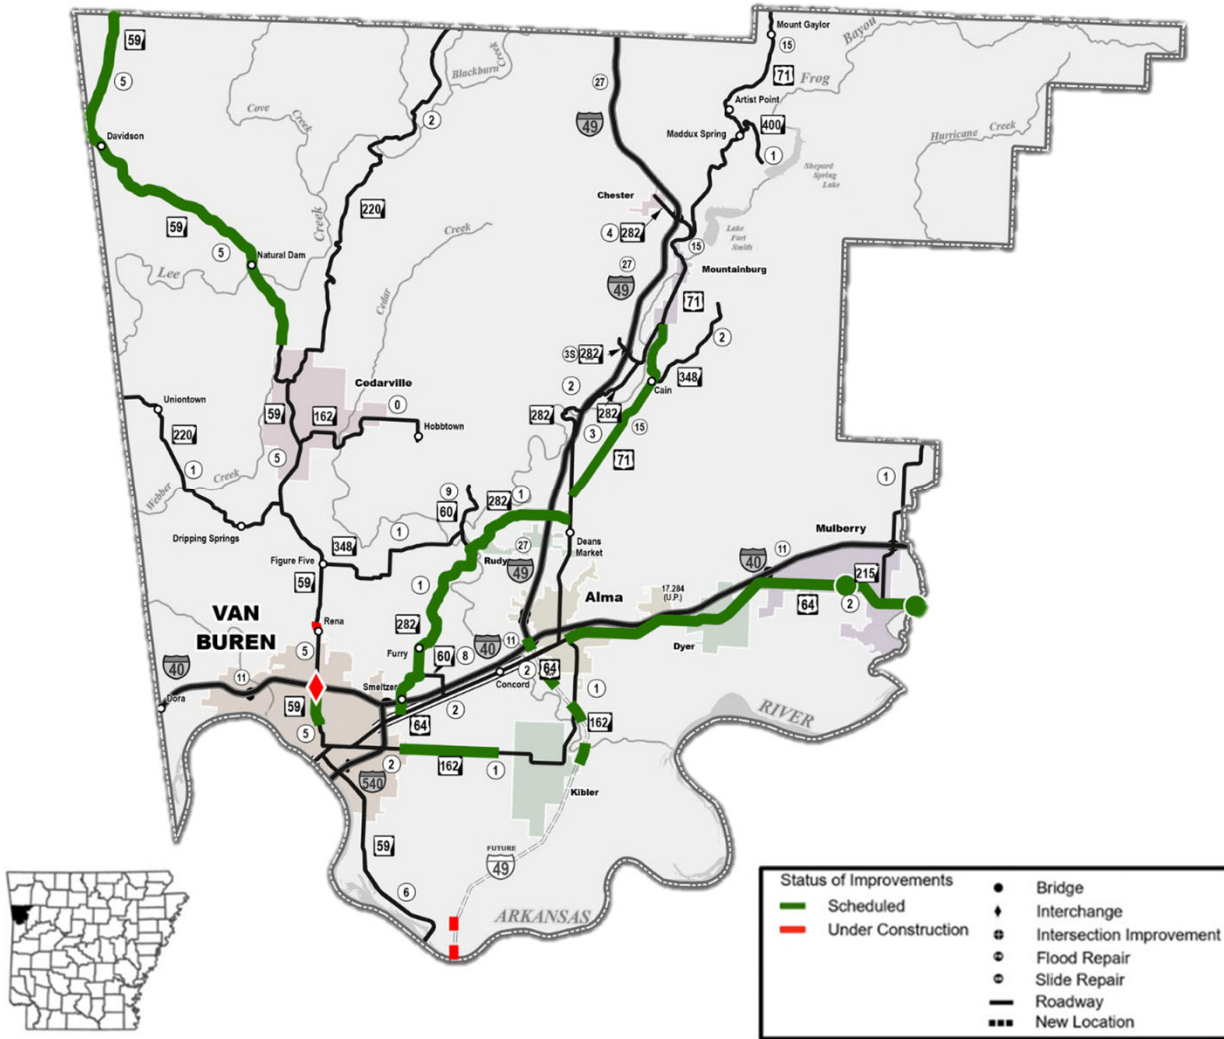 59
5
Mount Gaylor
15
71
Bayou
Frog
27
49
Blackburn
Creek
2
Cove
Creek
Artist Point
400
Maddux Spring
1
Davidson
Hurricane Creek
Shepard
Spring
Lake
Chester
220
4
282
59
5
Creek
Natural Dam
Lee
Creek
Cedar
15
Lake
Fort
Smith
27
49
Mountainburg
71
3S
282
2
348
2
Cain
Cedarville
0
Uniontown
59
162
282
282
3
15
220
Hobbtown
71
1
5
Webber
Creek
9
60
282
1
1
Dripping Springs
348
1
Deans
Market
Mulberry
Figure Five
Rudy
27
49
40
11
59
1
215
17.284
(U.P.)
Alma
64
2
VAN
BUREN
Rena
282
Furry
40
11
Dyer
5
60
8
2
64
Concord
1
40
11
Smeltzer
Dora
59
64
2
162
RIVER
5
2
162
1
540
Kibler
59
FUTURE
49
6
ARKANSAS
Status of Improvements
Scheduled
Under Construction
Bridge
Interchange
Intersection Improvement
Flood Repair
Slide Repair
Roadway
New Location